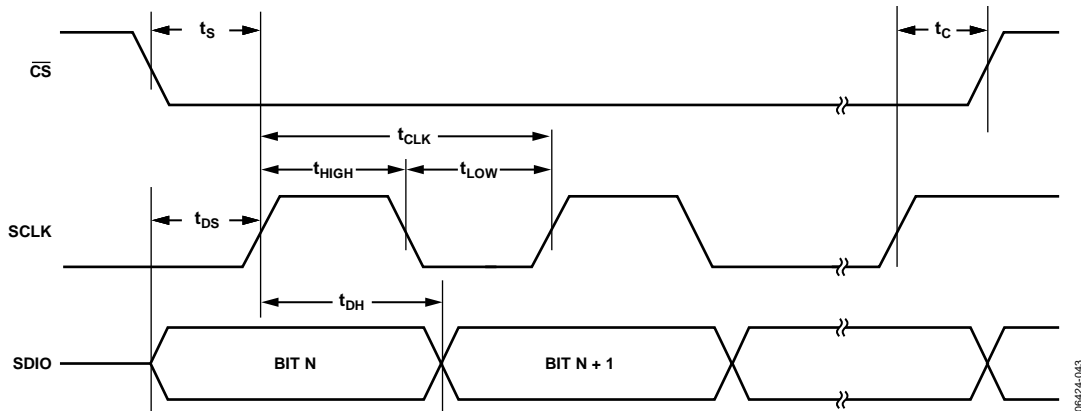 tS
tC
CS
tCLK
tHIGH
tLOW
tDS
SCLK
tDH
SDIO
BIT N
BIT N + 1
06424-043